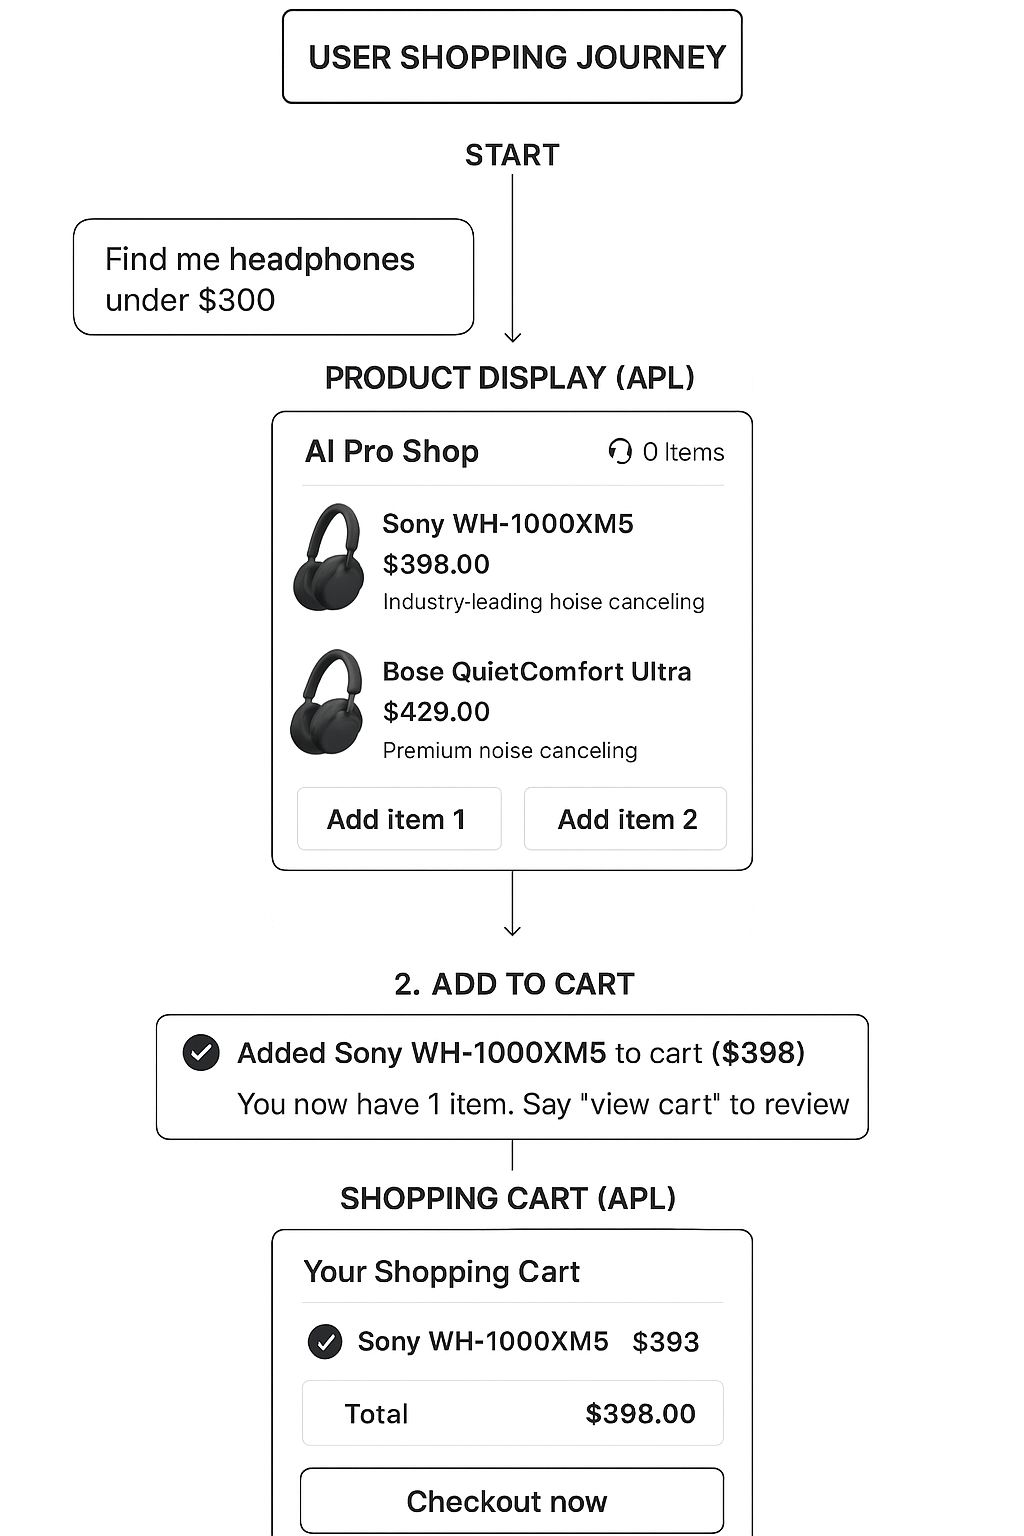 USER SHOPPING JOURNEY
START
Find me headphones
under $300
PRODUCT DISPLAY (APL)
AI Pro Shop
0 Items
Sony WH-1000XM5
$398.00
Industry-leading hoise canceling
Bose QuietComfort Ultra
$429.00
Premium noise canceling
Add item 1
Add item 2
2. ADD TO CART
Added Sony WH-1000XM5 to cart ($398)
You now have 1 item. Say "view cart" to review
SHOPPING CART (APL)
Your Shopping Cart
Sony WH-1000XM5 $393
Total $398.00
Checkout now